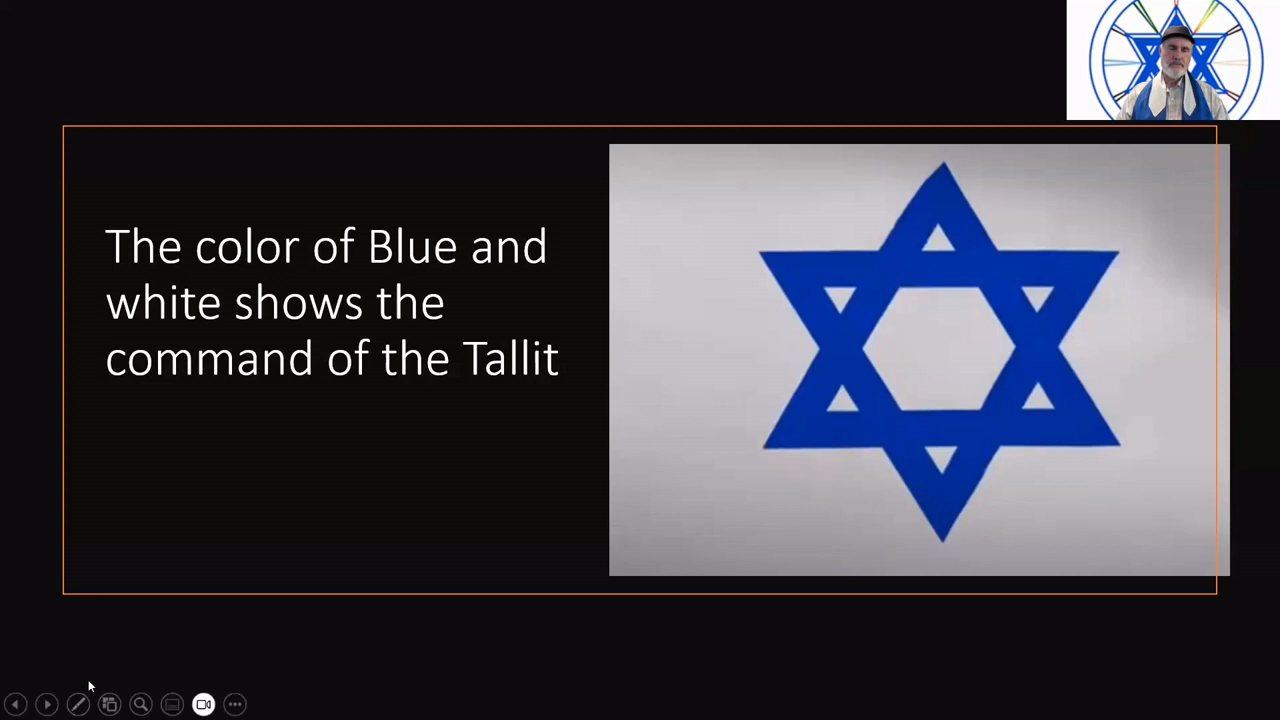 The color of Blue and
white shows the
command of the Tallit